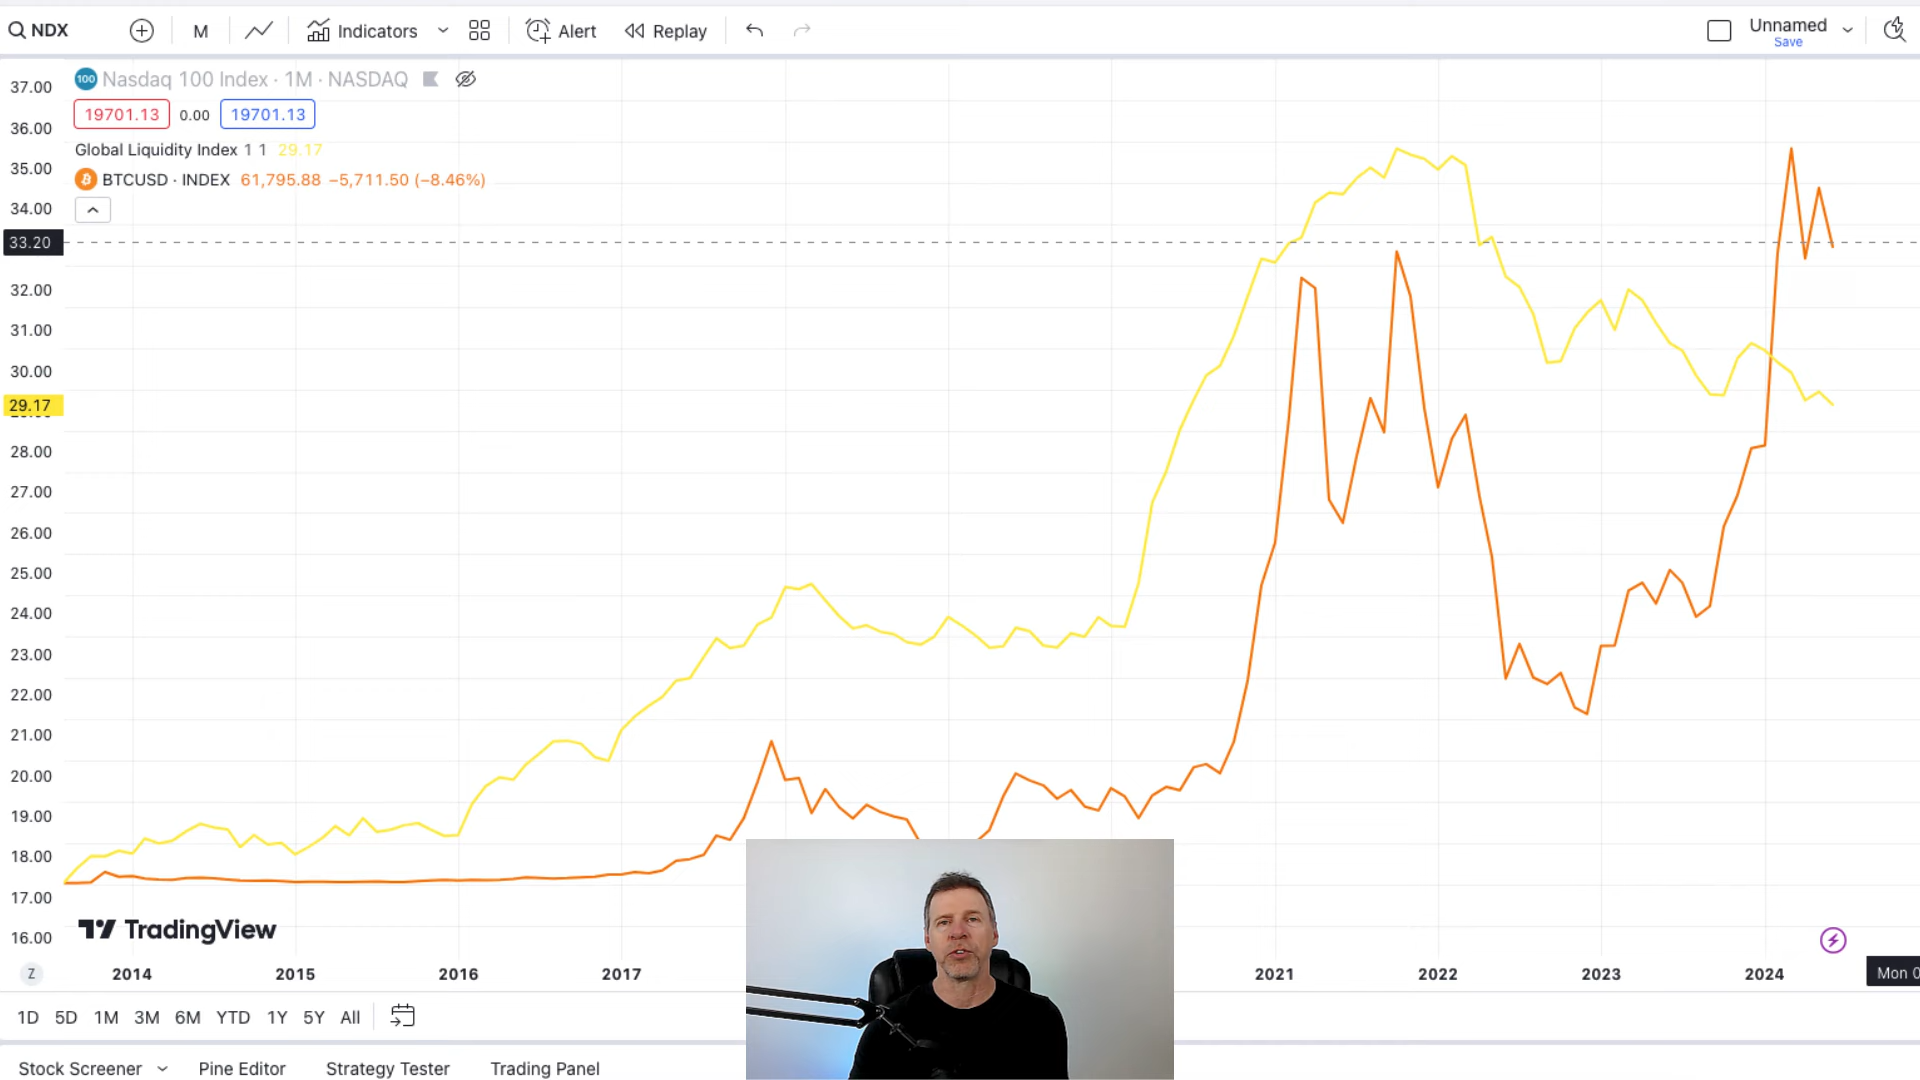 NDX
M
Indicators
Alert
Replay
Unnamed
Save
100 Nasdaq 100 Index · 1M · NASDAQ
19701.13 0.00 19701.13
Global Liquidity Index 1 1 29.17
BTCUSD · INDEX 61,795.88 −5,711.50 (−8.46%)
37.00
36.00
35.00
34.00
33.20
32.00
31.00
30.00
29.17
28.00
27.00
26.00
25.00
24.00
23.00
22.00
21.00
20.00
19.00
18.00
17.00
16.00
TradingView
Z
2014 2015 2016 2017 2021 2022 2023 2024 Mon 0
1D 5D 1M 3M 6M YTD 1Y 5Y All
Stock Screener Pine Editor Strategy Tester Trading Panel